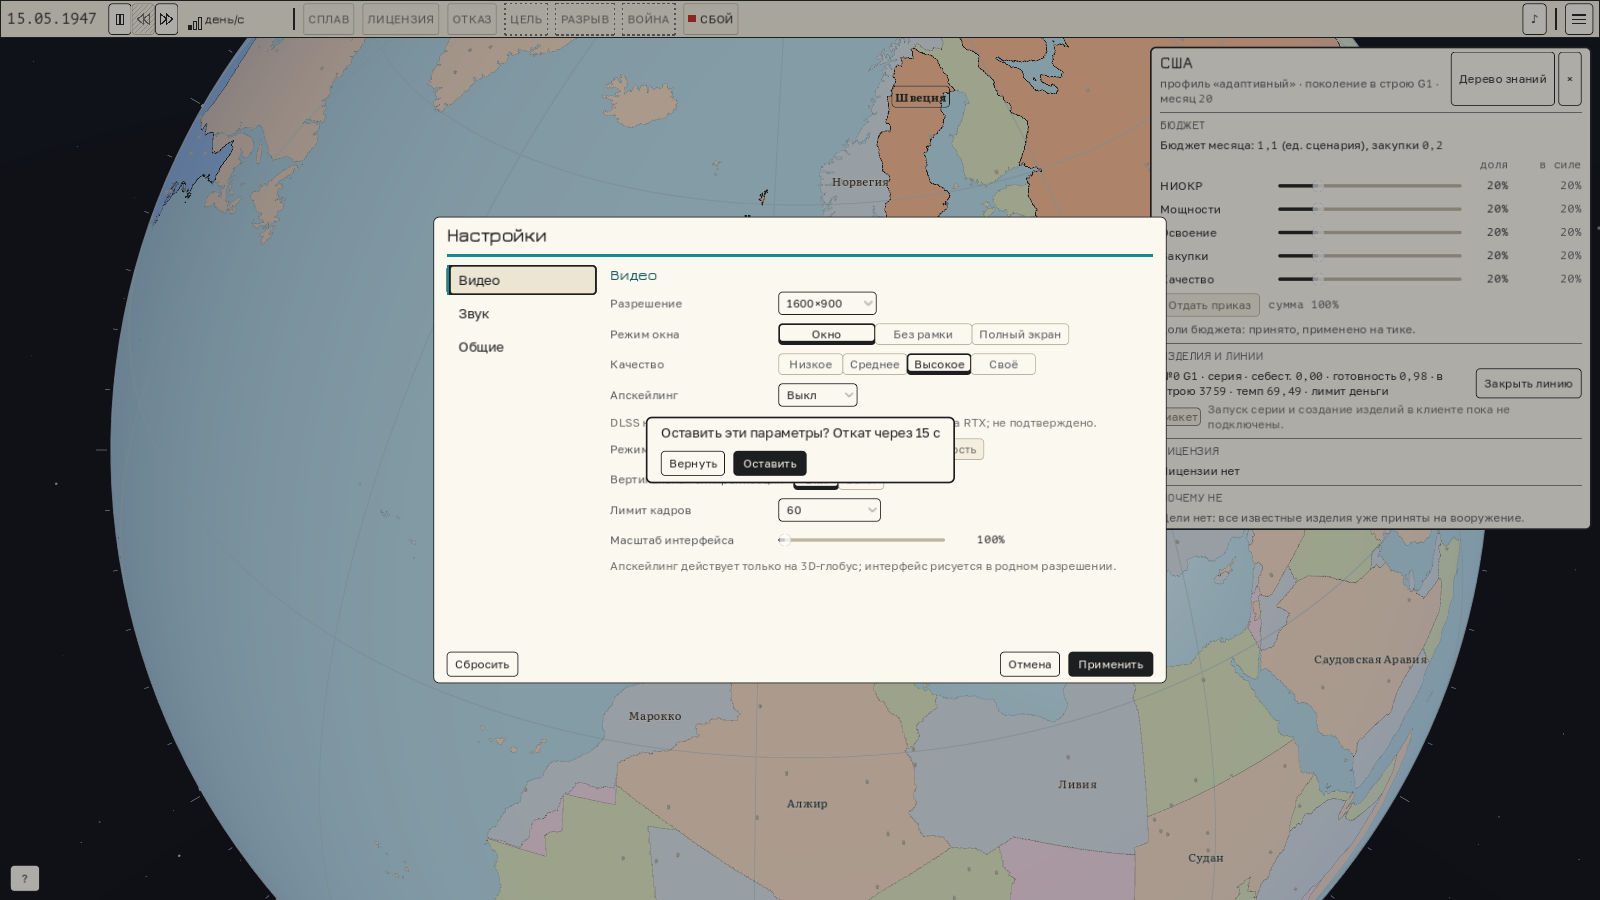 15.05.1947
день/с
СПЛАВ
ЛИЦЕНЗИЯ
ОТКАЗ
ЦЕЛЬ
РАЗРЫВ
ВОЙНА
СБОЙ
♪
США
профиль «адаптивный» · поколение в строю G1 ·
месяц 20
Дерево знаний
×
БЮДЖЕТ
Бюджет месяца: 1,1 (ед. сценария), закупки 0,2
доля в силе
НИОКР 20% 20%
Мощности 20% 20%
своение 20% 20%
акупки 20% 20%
ачество 20% 20%
Отдать приказ сумма 100%
оли бюджета: принято, применено на тике.
ЗДЕЛИЯ И ЛИНИИ
№0 G1 · серия · себест. 0,00 · готовность 0,98 · в
трою 3759 · темп 69,49 · лимит деньги
Закрыть линию
макет
Запуск серии и создание изделий в клиенте пока не
подключены.
ИЦЕНЗИЯ
ицензии нет
ОЧЕМУ НЕ
ели нет: все известные изделия уже приняты на вооружение.
Швеция
Норвегия
Настройки
Видео
Звук
Общие
Видео
Разрешение 1600×900
Режим окна Окно Без рамки Полный экран
Качество Низкое Среднее Высокое Своё
Апскейлинг Выкл
DLSS RTX; не подтверждено.
Режим ость
Верти
Оставить эти параметры? Откат через 15 с
Вернуть Оставить
Лимит кадров 60
Масштаб интерфейса 100%
Апскейлинг действует только на 3D-глобус; интерфейс рисуется в родном разрешении.
Сбросить
Отмена
Применить
Саудовская Аравия
Марокко
Ливия
Алжир
Судан
?